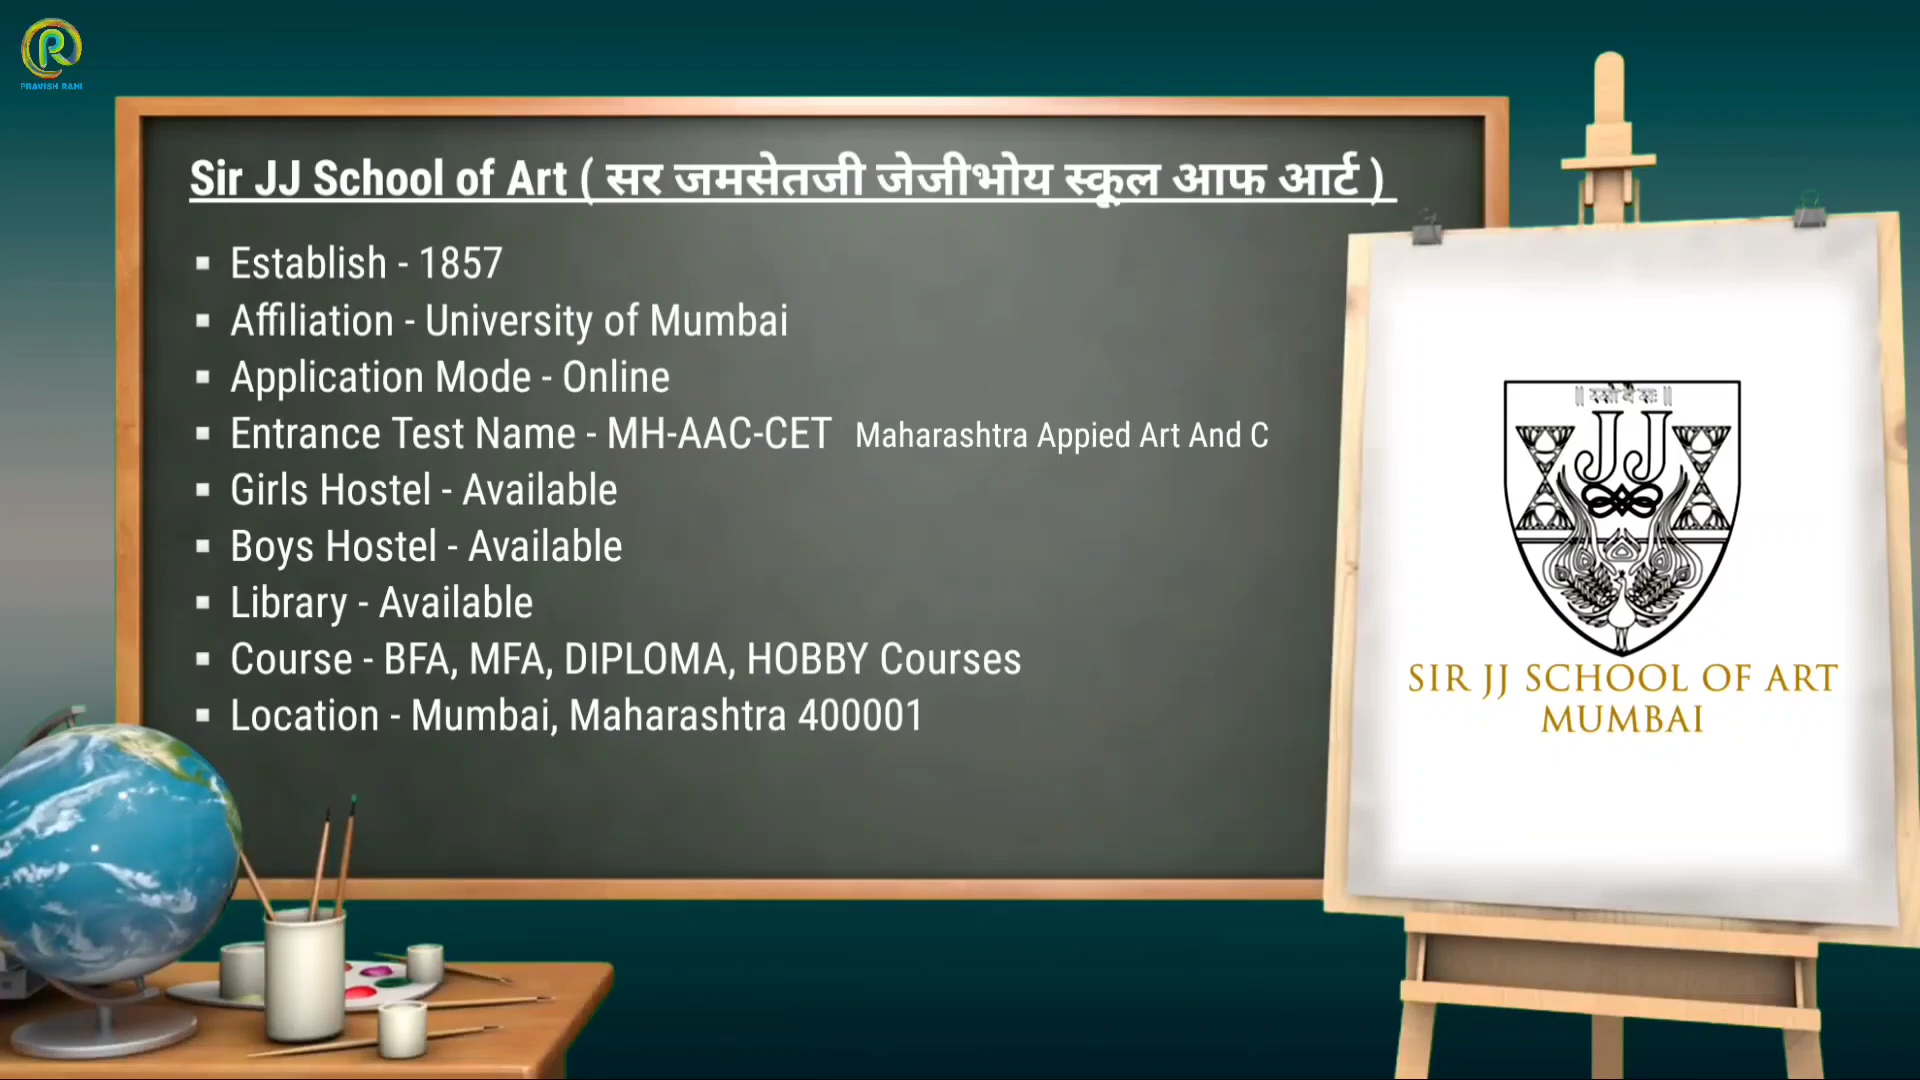 PRAVISH RAHI
Sir JJ School of Art ( सर जमसेतजी जेजीभोय स्कूल आफ आर्ट )
▪ Establish - 1857
▪ Affiliation - University of Mumbai
▪ Application Mode - Online
▪ Entrance Test Name - MH-AAC-CET Maharashtra Appied Art And C
▪ Girls Hostel - Available
▪ Boys Hostel - Available
▪ Library - Available
▪ Course - BFA, MFA, DIPLOMA, HOBBY Courses
▪ Location - Mumbai, Maharashtra 400001
JJ
SIR JJ SCHOOL OF ART
MUMBAI